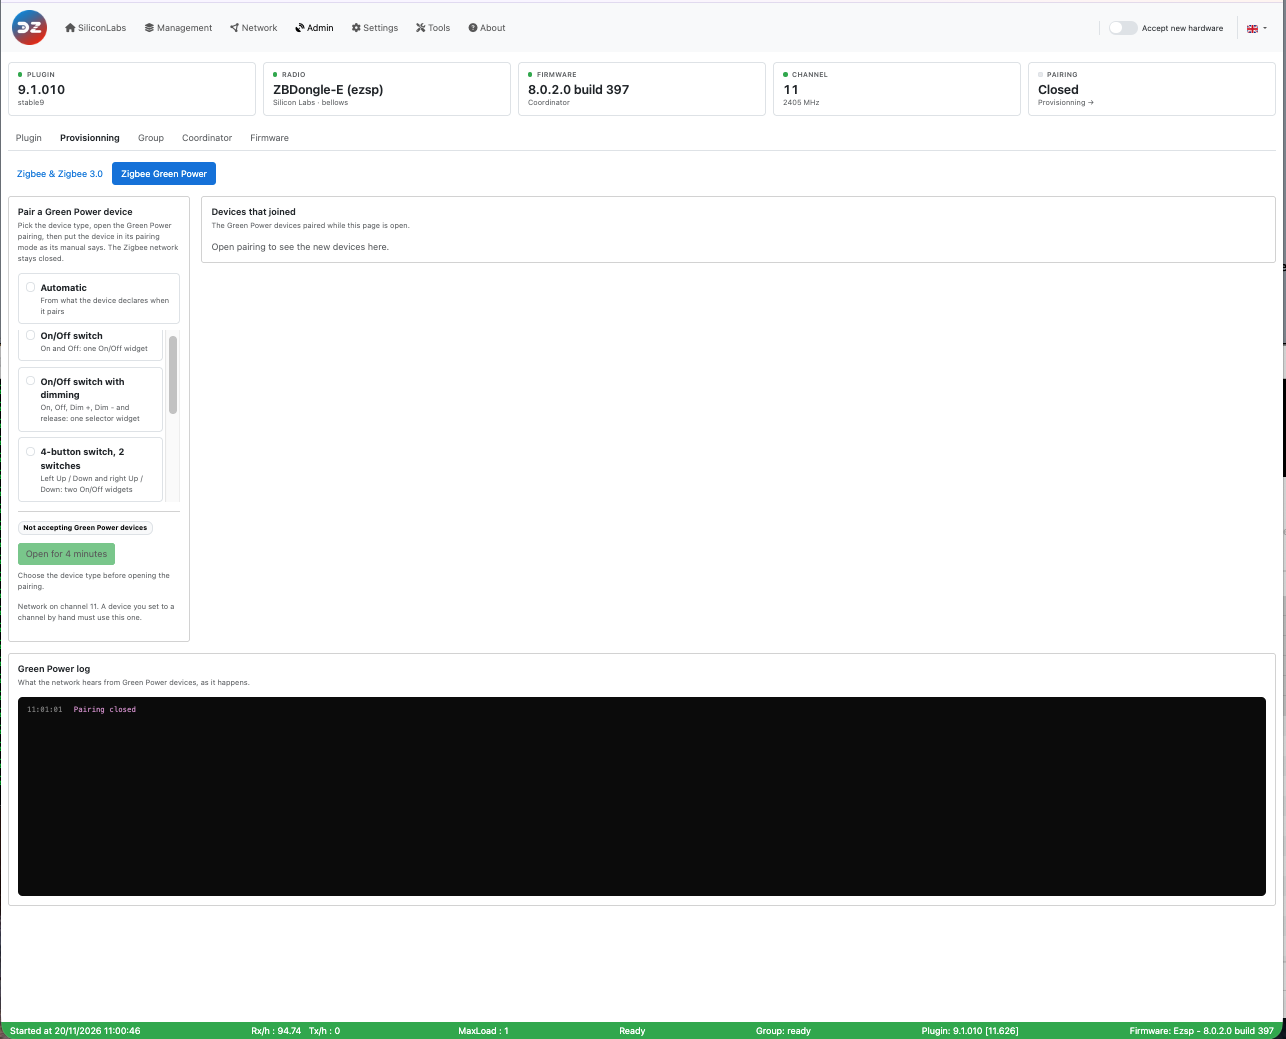 SiliconLabs
Management
Network
Admin
Settings
Tools
About
Accept new hardware
PLUGIN
9.1.010
stable9
RADIO
ZBDongle-E (ezsp)
Silicon Labs · bellows
FIRMWARE
8.0.2.0 build 397
Coordinator
CHANNEL
11
2405 MHz
PAIRING
Closed
Provisionning →
Plugin
Provisionning
Group
Coordinator
Firmware
Zigbee & Zigbee 3.0
Zigbee Green Power
Pair a Green Power device
Pick the device type, open the Green Power
pairing, then put the device in its pairing
mode as its manual says. The Zigbee network
stays closed.
Automatic
From what the device declares when
it pairs
On/Off switch
On and Off: one On/Off widget
On/Off switch with
dimming
On, Off, Dim +, Dim - and
release: one selector widget
4-button switch, 2
switches
Left Up / Down and right Up /
Down: two On/Off widgets
Not accepting Green Power devices
Open for 4 minutes
Choose the device type before opening the
pairing.
Network on channel 11. A device you set to a
channel by hand must use this one.
Devices that joined
The Green Power devices paired while this page is open.
Open pairing to see the new devices here.
Green Power log
What the network hears from Green Power devices, as it happens.
11:01:01 Pairing closed
Started at 20/11/2026 11:00:46
Rx/h : 94.74 Tx/h : 0
MaxLoad : 1
Ready
Group: ready
Plugin: 9.1.010 [11.626]
Firmware: Ezsp - 8.0.2.0 build 397